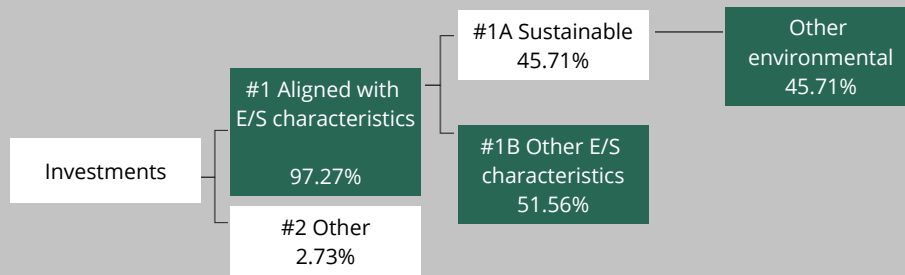 Investments
#1 Aligned with
E/S characteristics
97.27%
#2 Other
2.73%
#1A Sustainable
45.71%
#1B Other E/S
characteristics
51.56%
Other
environmental
45.71%